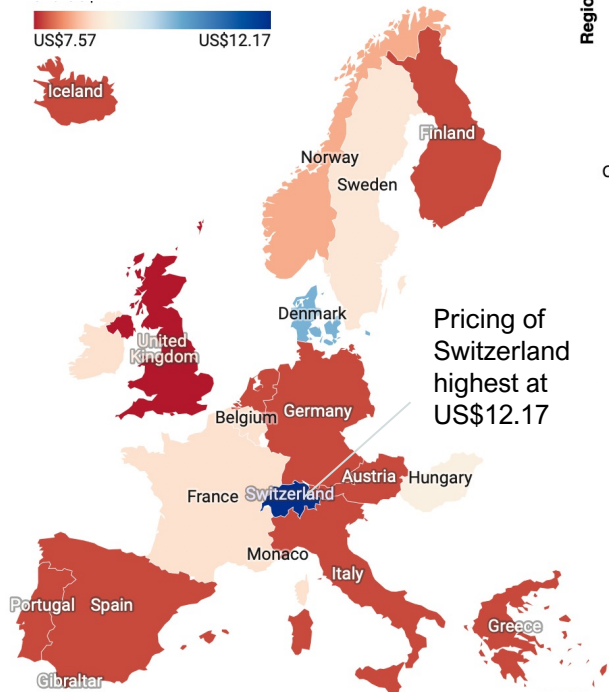 US$7.57
US$12.17
Iceland
Finland
Norway
Sweden
Denmark
Pricing of
Switzerland
highest at
US$12.17
United
Kingdom
Belgium
Germany
Austria
Hungary
France
Switzerland
Monaco
Italy
Portugal
Spain
Greece
Gibraltar